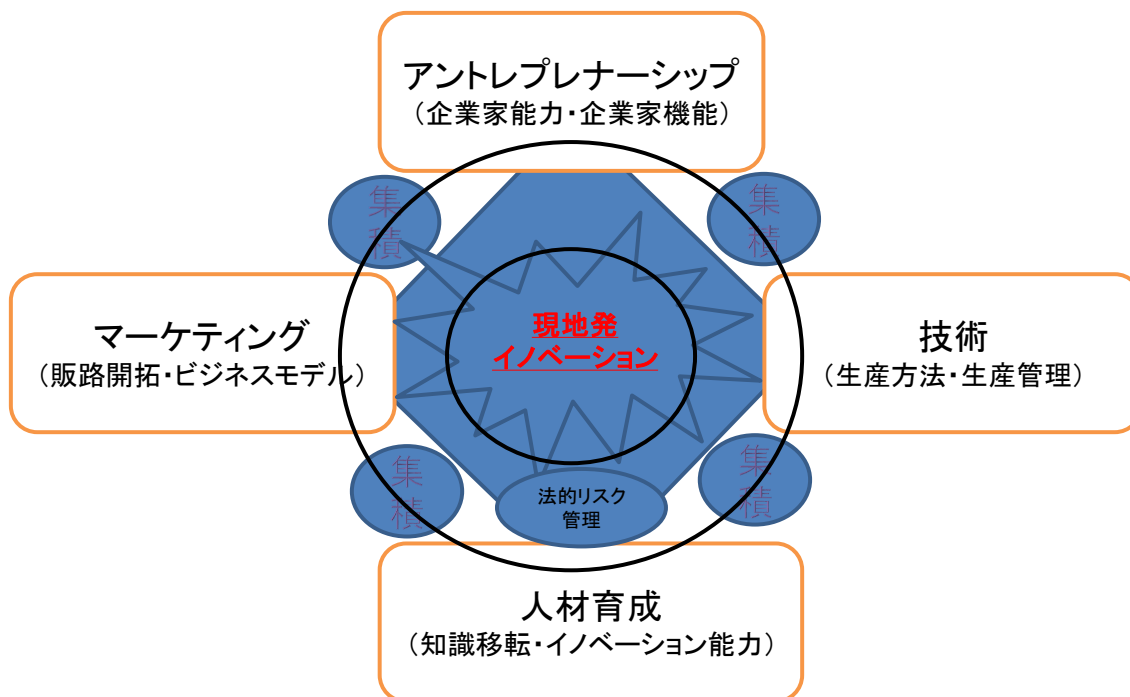 アントレプレナーシップ
（企業家能力・企業家機能）
集
積
集
積
現地発
イノベーション
マーケティング
（販路開拓・ビジネスモデル）
技術
（生産方法・生産管理）
集
積
集
積
法的リスク
管理
人材育成
（知識移転・イノベーション能力）